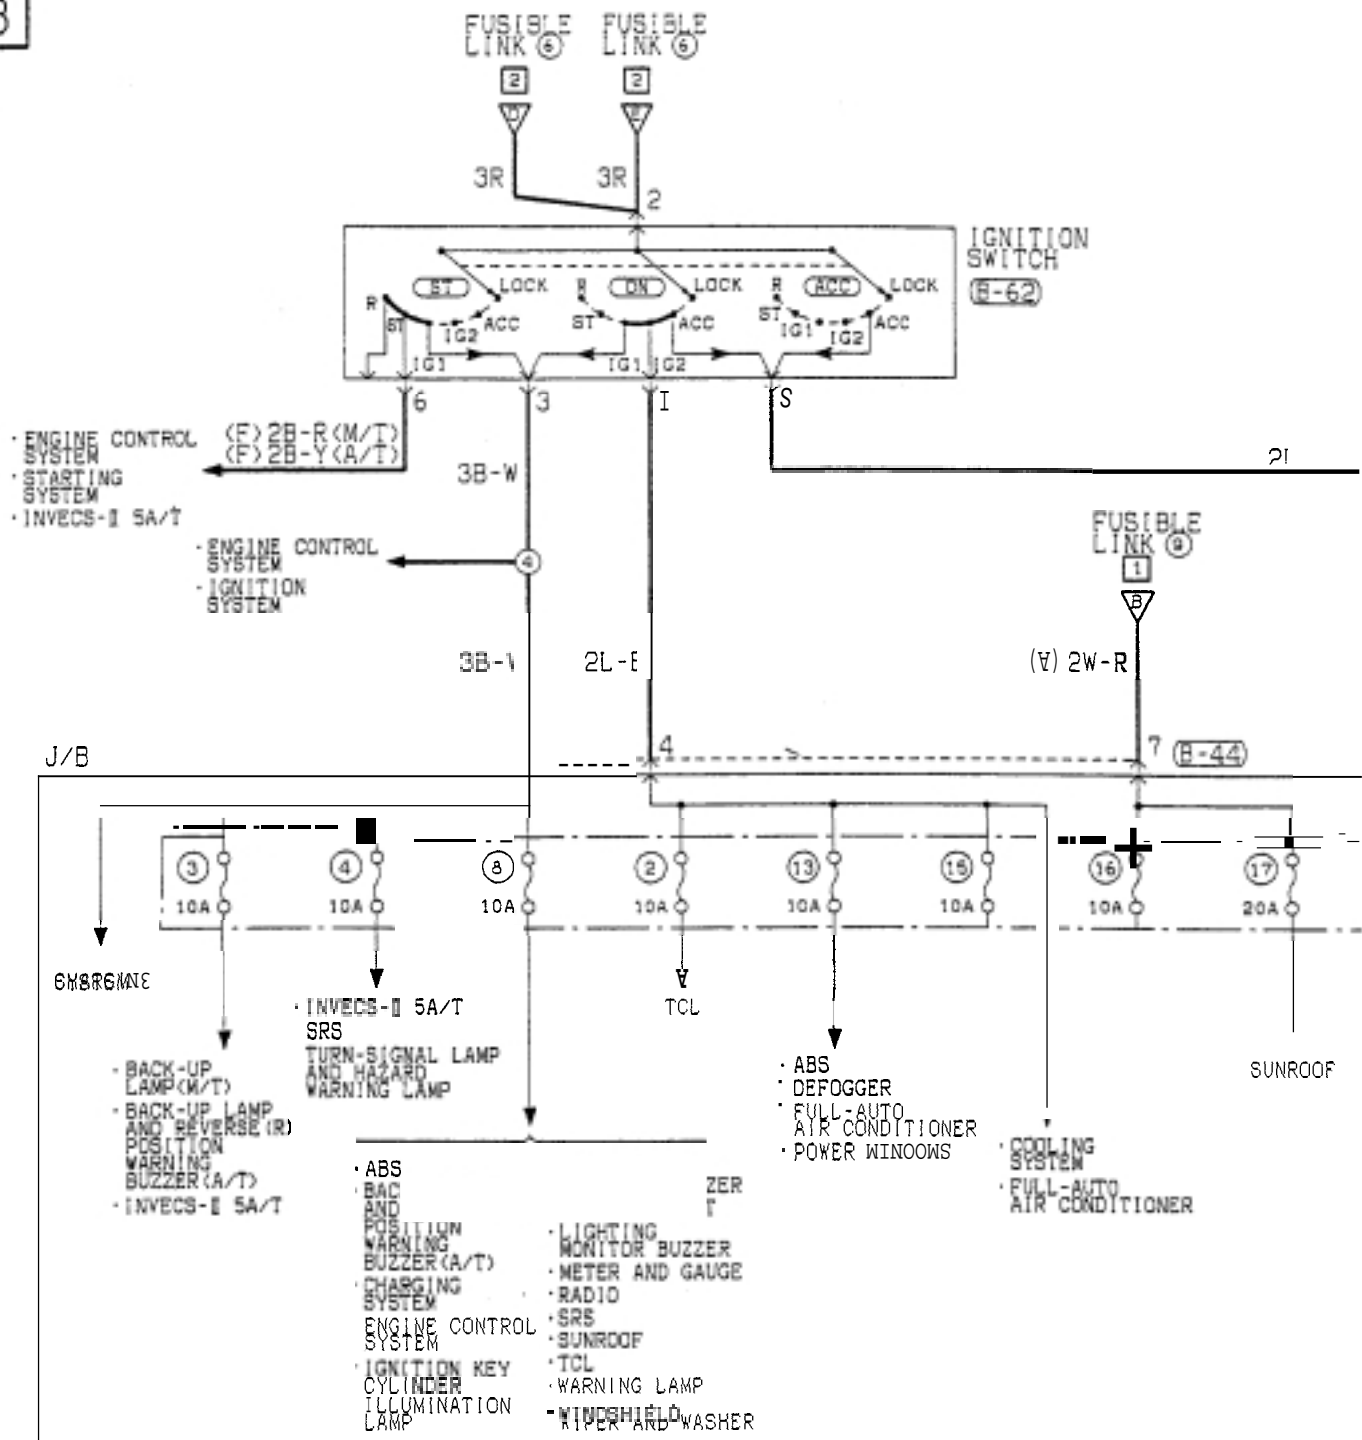 FUSIBLE
LINK ⑥
FUSIBLE
LINK ⑥
2
2
D
E
3R
3R
2
IGNITION
SWITCH
B-62
ST
LOCK
R
ST
IG1
IG2
ACC
ON
LOCK
R
ST
IG1
IG2
ACC
ACC
LOCK
R
ST
IG1
IG2
ACC
6
3
I
S
· ENGINE CONTROL
SYSTEM
· STARTING
SYSTEM
· INVECS-Ⅱ 5A/T
(F)2B-R(M/T)
(F)2B-Y(A/T)
3B-W
· ENGINE CONTROL
SYSTEM
· IGNITION
SYSTEM
④
FUSIBLE
LINK ⑨
1
B
3B-
2L-
2W-R
J/B
4
7
B-44
③
10A
④
10A
⑧
10A
②
10A
⑬
10A
⑮
10A
⑯
10A
⑰
20A
· INVECS-Ⅱ 5A/T
SRS
TURN-SIGNAL LAMP
AND HAZARD
WARNING LAMP
TCL
· BACK-UP
LAMP(M/T)
· BACK-UP LAMP
AND REVERSE(R)
POSITION
WARNING
BUZZER(A/T)
· INVECS-Ⅱ 5A/T
· ABS
· DEFOGGER
· FULL-AUTO
AIR CONDITIONER
· POWER WINOOWS
SUNROOF
· COOLING
SYSTEM
· FULL-AUTO
AIR CONDITIONER
· ABS
· BAC
AND
POSITION
WARNING
BUZZER(A/T)
· CHARGING
SYSTEM
ENGINE CONTROL
SYSTEM
· IGNITION KEY
CYLINDER
ILLUMINATION
LAMP
ZER
· LIGHTING
MONITOR BUZZER
· METER AND GAUGE
· RADIO
· SRS
· SUNROOF
· TCL
· WARNING LAMP
- WINDSHIELD
WIPER AND WASHER